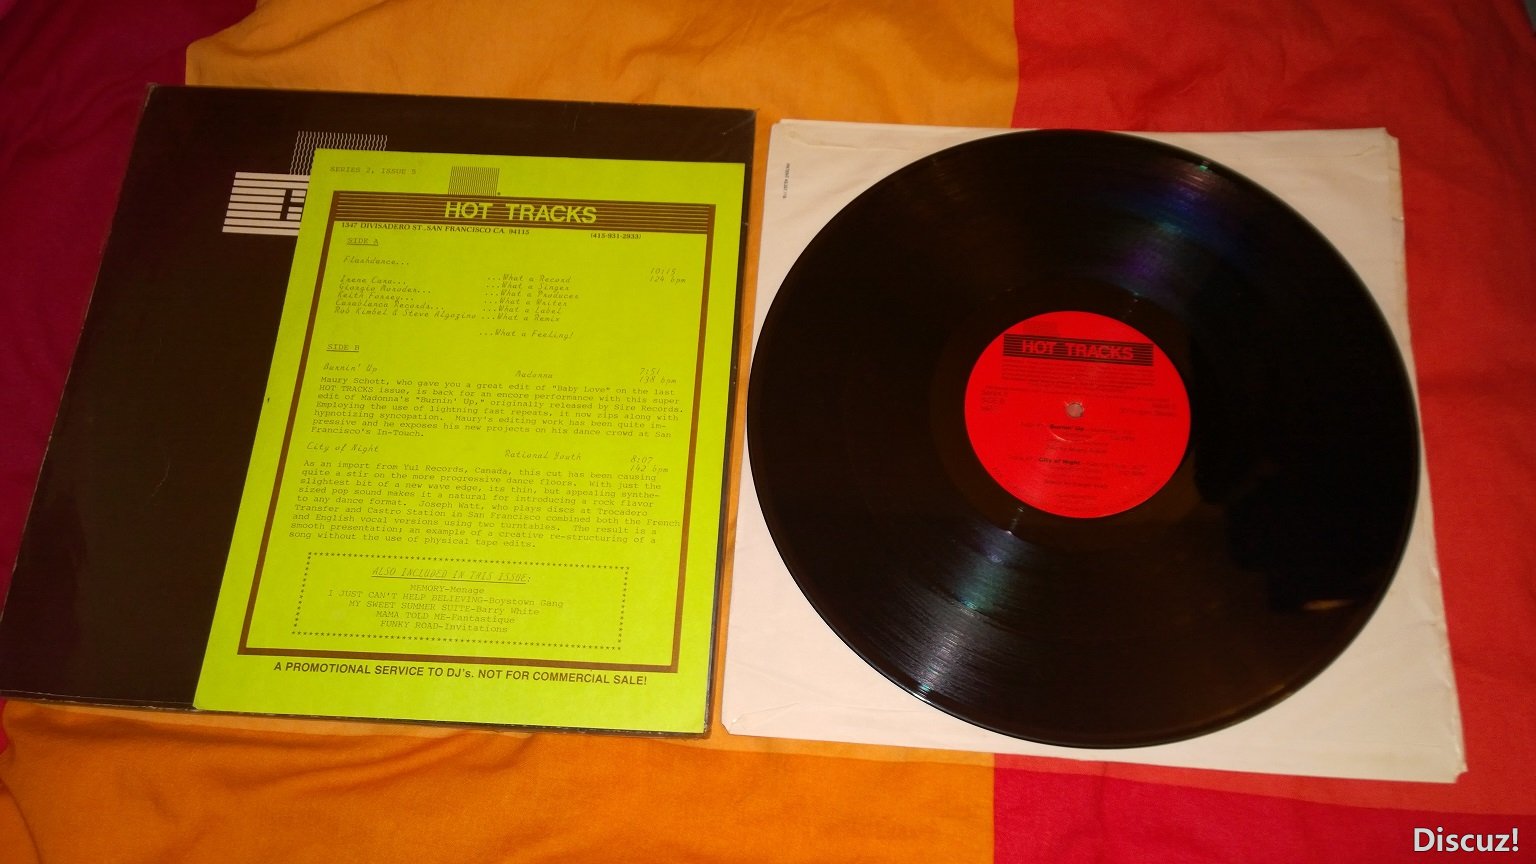 SERIES 2, ISSUE 5
HOT TRACKS
1347 DIVISADERO ST., SAN FRANCISCO CA. 94115 (415-931-2933)
SIDE A
Flashdance... 10:15
124 bpm
Irene Cara... ...What a Record
Giorgio Moroder... ...What a Singer
Keith Forsey... ...What a Producer
...What a Writer
Casablanca Records... ...What a Label
Rob Kimbel & Steve Algozino ...What a Remix
...What a Feeling!
SIDE B
Burnin' Up Madonna 7:51
138 bpm
Maury Schott, who gave you a great edit of "Baby Love" on the last
HOT TRACKS issue, is back for an encore performance with this super
edit of Madonna's "Burnin' Up," originally released by Sire Records.
Employing the use of lightning fast repeats, it now zips along with
hypnotizing syncopation. Maury's editing work has been quite im-
pressive and he exposes his new projects on his dance crowd at San
Francisco's In-Touch.
City of Night Rational Youth 8:07
142 bpm
As an import from Yul Records, Canada, this cut has been causing
quite a stir on the more progressive dance floors. With just the
slightest bit of a new wave edge, its thin, but appealing synthe-
sized pop sound makes it a natural for introducing a rock flavor
to any dance format. Joseph Watt, who plays discs at Trocadero
Transfer and Castro Station in San Francisco combined both the French
and English vocal versions using two turntables. The result is a
smooth presentation; an example of a creative re-structuring of a
song without the use of physical tape edits.
ALSO INCLUDED IN THIS ISSUE:
MEMORY-Menage
I JUST CAN'T HELP BELIEVING-Boystown Gang
MY SWEET SUMMER SUITE-Barry White
MAMA TOLD ME-Fantastique
FUNKY ROAD-Invitations
A PROMOTIONAL SERVICE TO DJ's. NOT FOR COMMERCIAL SALE!
HOT TRACKS
Burnin' Up
City of Night
Discuz!